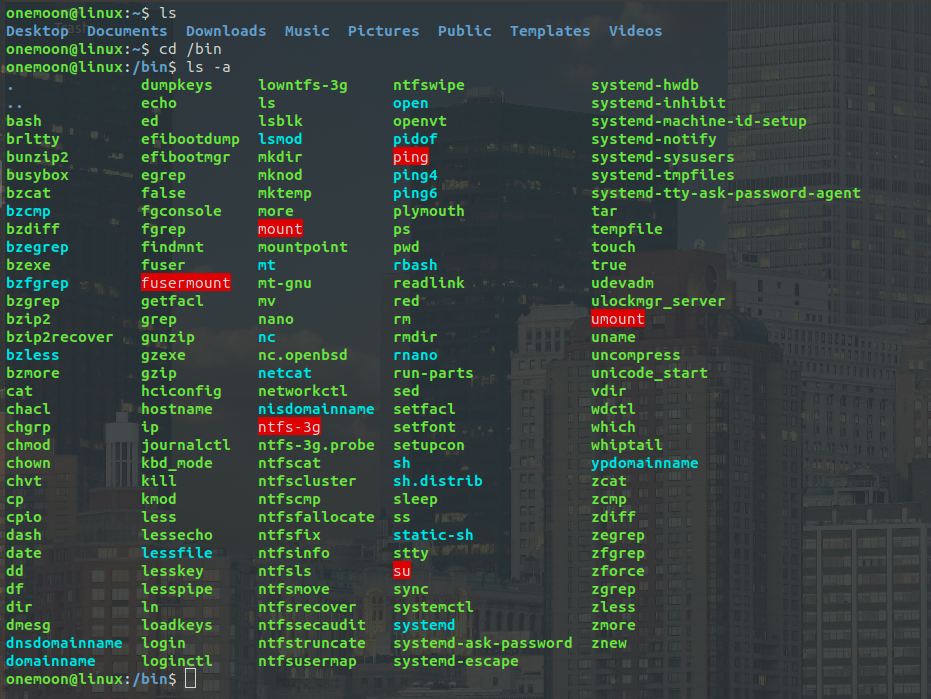 onemoon@linux:~$ ls
Desktop Documents Downloads Music Pictures Public Templates Videos
onemoon@linux:~$ cd /bin
onemoon@linux:/bin$ ls -a
. dumpkeys lowntfs-3g ntfswipe systemd-hwdb
.. echo ls open systemd-inhibit
bash ed lsblk openvt systemd-machine-id-setup
brltty efibootdump lsmod pidof systemd-notify
bunzip2 efibootmgr mkdir ping systemd-sysusers
busybox egrep mknod ping4 systemd-tmpfiles
bzcat false mktemp ping6 systemd-tty-ask-password-agent
bzcmp fgconsole more plymouth tar
bzdiff fgrep mount ps tempfile
bzegrep findmnt mountpoint pwd touch
bzexe fuser mt rbash true
bzfgrep fusermount mt-gnu readlink udevadm
bzgrep getfacl mv red ulockmgr_server
bzip2 grep nano rm umount
bzip2recover gunzip nc rmdir uname
bzless gzexe nc.openbsd rnano uncompress
bzmore gzip netcat run-parts unicode_start
cat hciconfig networkctl sed vdir
chacl hostname nisdomainname setfacl wdctl
chgrp ip ntfs-3g setfont which
chmod journalctl ntfs-3g.probe setupcon whiptail
chown kbd_mode ntfscat sh ypdomainname
chvt kill ntfscluster sh.distrib zcat
cp kmod ntfscmp sleep zcmp
cpio less ntfsfallocate ss zdiff
dash lessecho ntfsfix static-sh zegrep
date lessfile ntfsinfo stty zfgrep
dd lesskey ntfsls su zforce
df lesspipe ntfsmove sync zgrep
dir ln ntfsrecover systemctl zless
dmesg loadkeys ntfssecaudit systemd zmore
dnsdomainname login ntfstruncate systemd-ask-password znew
domainname loginctl ntfsusermap systemd-escape
onemoon@linux:/bin$